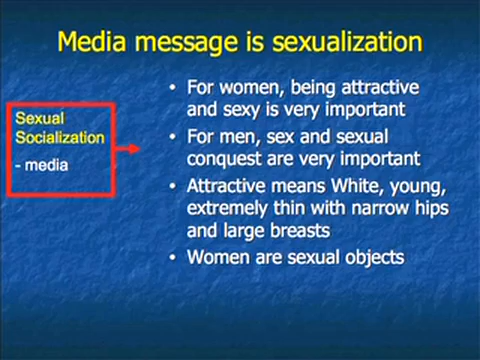 Media message is sexualization
Sexual
Socialization
- media
• For women, being attractive
and sexy is very important
• For men, sex and sexual
conquest are very important
• Attractive means White, young,
extremely thin with narrow hips
and large breasts
• Women are sexual objects